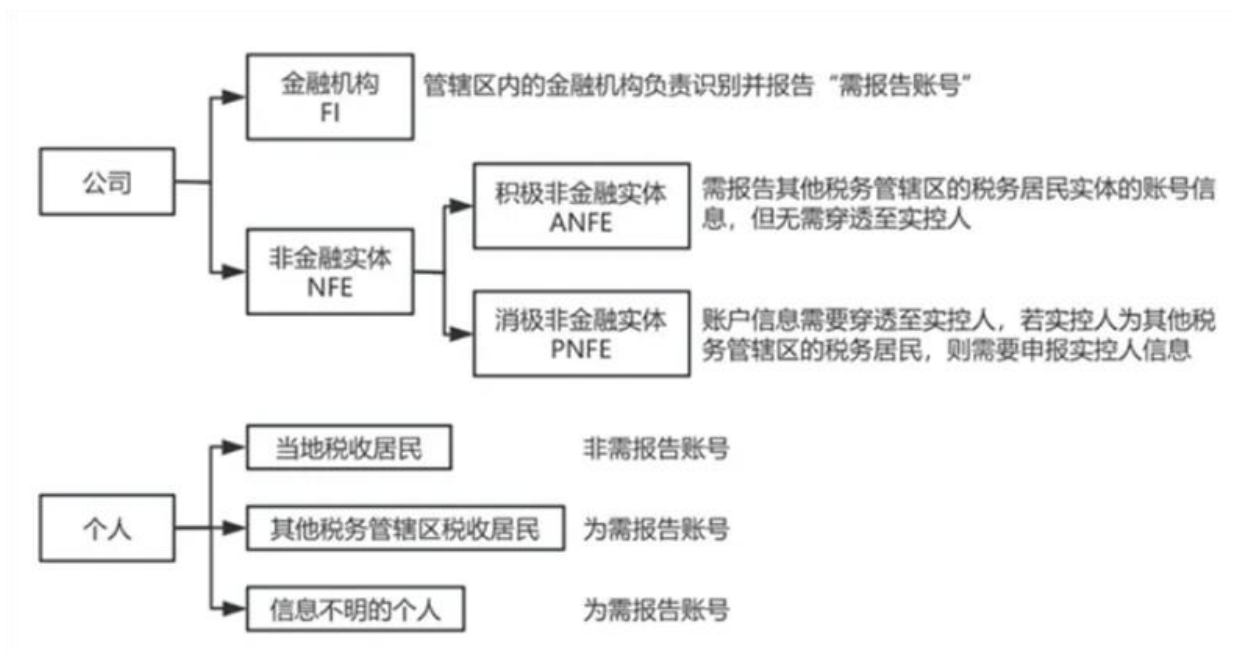 金融机构
FI
管辖区内的金融机构负责识别并报告“需报告账号”
公司
积极非金融实体
ANFE
需报告其他税务管辖区的税务居民实体的账号信
息，但无需穿透至实控人
非金融实体
NFE
消极非金融实体
PNFE
账户信息需要穿透至实控人，若实控人为其他税
务管辖区的税务居民，则需要申报实控人信息
当地税收居民
非需报告账号
个人
其他税务管辖区税收居民
为需报告账号
信息不明的个人
为需报告账号